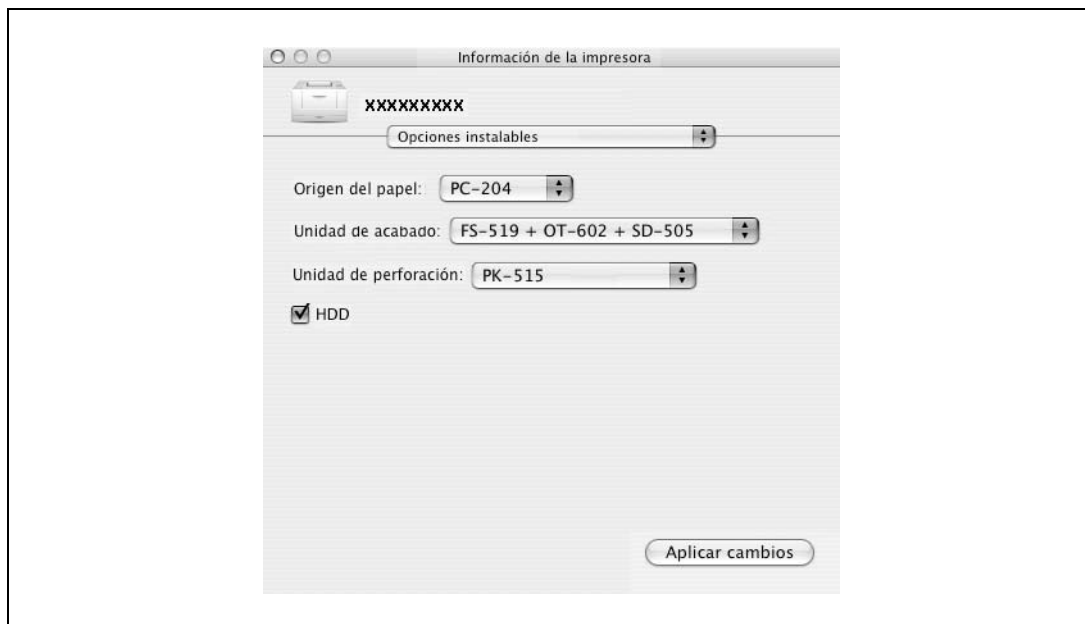 Información de la impresora
xxxxxxxxx
Opciones instalables
Origen del papel: PC-204
Unidad de acabado: FS-519 + OT-602 + SD-505
Unidad de perforación: PK-515
HDD
Aplicar cambios